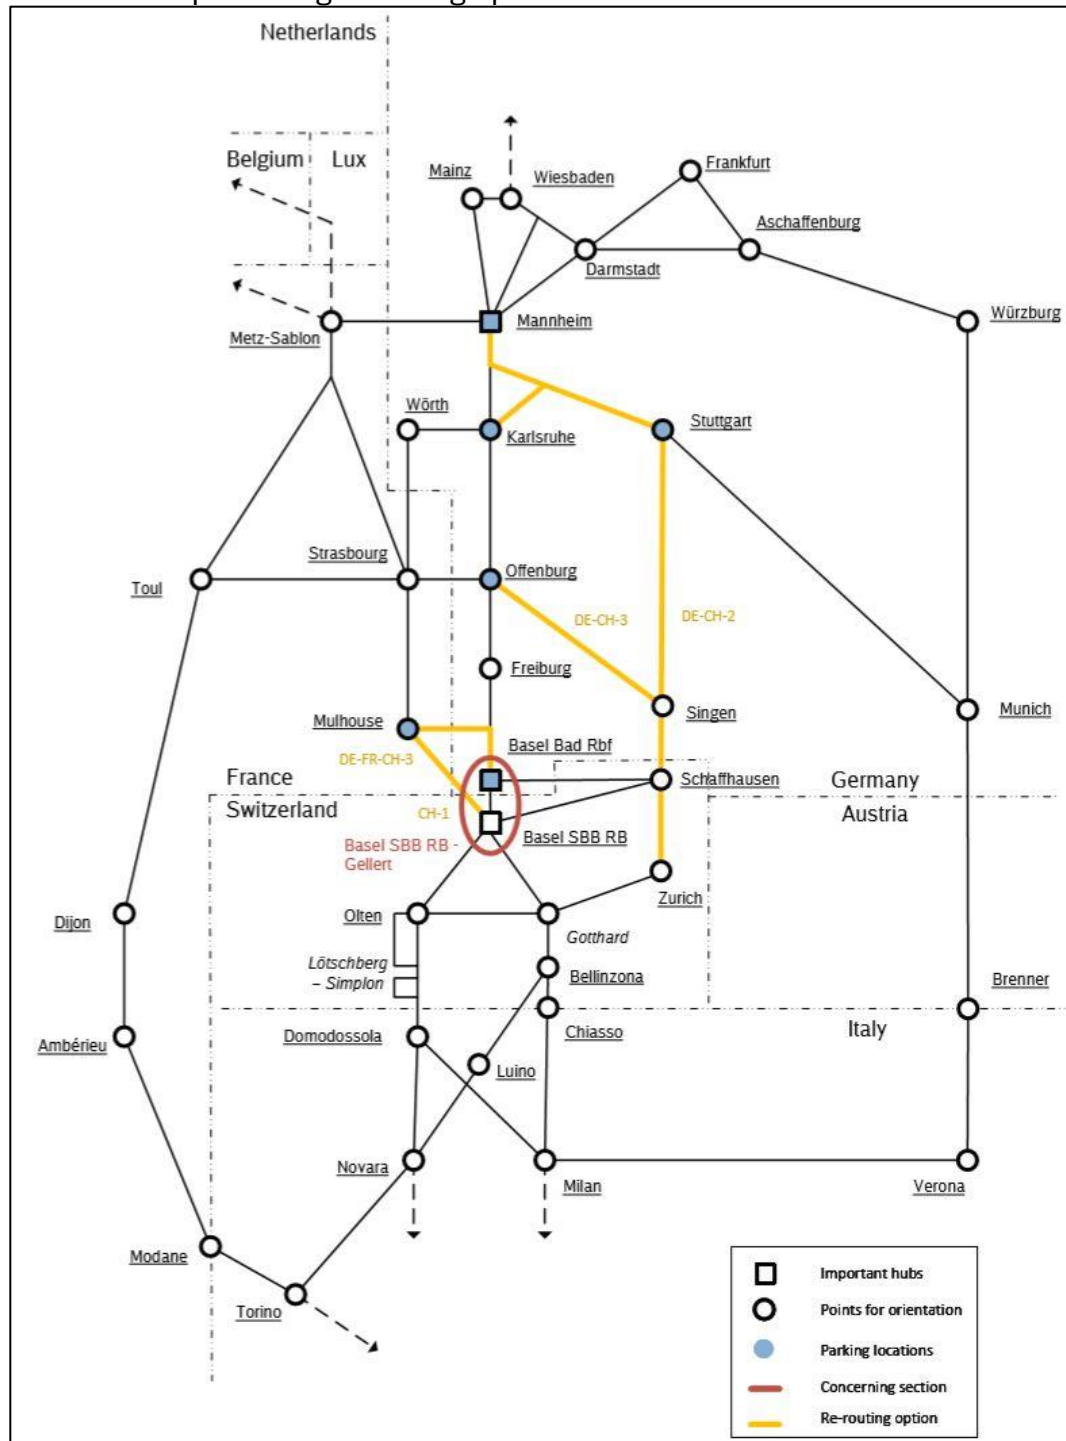 Netherlands
Belgium
Lux
Mainz
Wiesbaden
Frankfurt
Aschaffenburg
Darmstadt
Würzburg
Metz-Sablon
Mannheim
Wörth
Karlsruhe
Stuttgart
Strasbourg
Offenburg
Toul
DE-CH-3
DE-CH-2
Freiburg
Mulhouse
Singen
Munich
Basel Bad Rbf
DE-FR-CH-3
France
Schaffhausen
Germany
Switzerland
CH-1
Austria
Basel SBB RB -
Gellert
Basel SBB RB
Zurich
Dijon
Olten
Gotthard
Lötschberg
– Simplon
Bellinzona
Brenner
Ambérieu
Domodossola
Chiasso
Italy
Luino
Novara
Milan
Verona
Modane
Torino
Important hubs
Points for orientation
Parking locations
Concerning section
Re-routing option